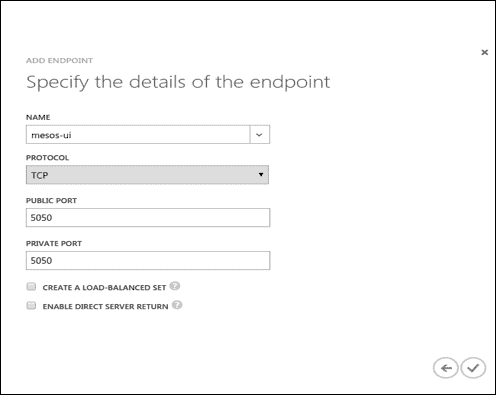 ADD ENDPOINT
Specify the details of the endpoint
NAME
mesos-ui
PROTOCOL
TCP
PUBLIC PORT
5050
PRIVATE PORT
5050
CREATE A LOAD-BALANCED SET ?
ENABLE DIRECT SERVER RETURN ?